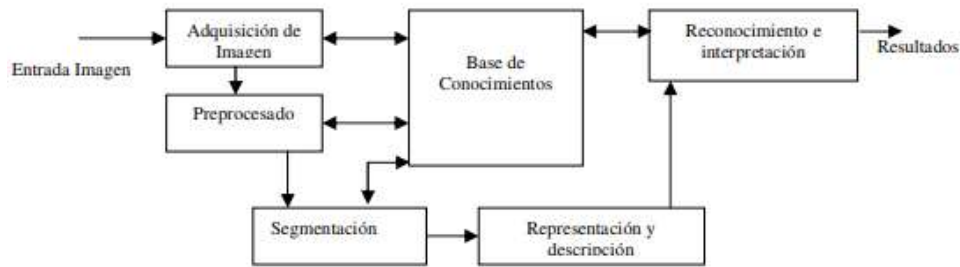 Entrada Imagen
Adquisición de
Imagen
Preprocesado
Segmentación
Representación y
descripción
Base de
Conocimientos
Reconocimiento e
interpretación
Resultados